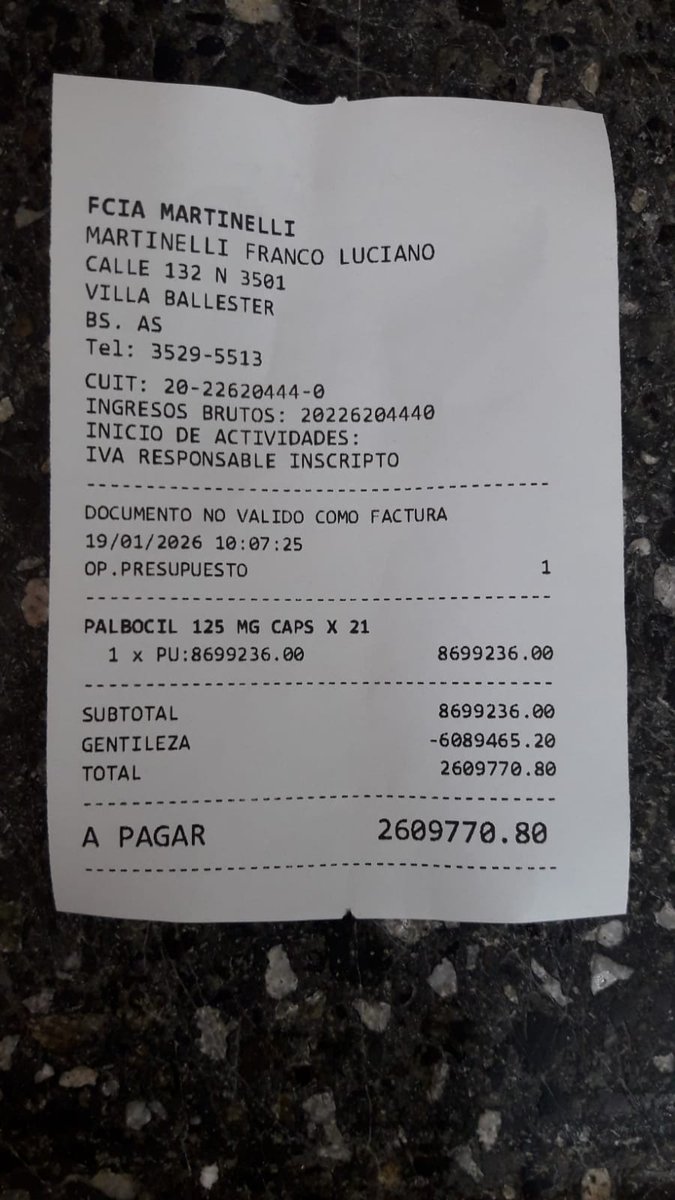 FCIA MARTINELLI
MARTINELLI FRANCO LUCIANO
CALLE 132 N 3501
VILLA BALLESTER
BS. AS
Tel: 3529-5513
CUIT: 20-22620444-0
INGRESOS BRUTOS: 20226204440
INICIO DE ACTIVIDADES:
IVA RESPONSABLE INSCRIPTO
--------------------------------------------
DOCUMENTO NO VALIDO COMO FACTURA
19/01/2026 10:07:25
OP.PRESUPUESTO 1
--------------------------------------------
PALBOCIL 125 MG CAPS X 21
1 x PU:8699236.00 8699236.00
--------------------------------------------
SUBTOTAL 8699236.00
GENTILEZA -6089465.20
TOTAL 2609770.80
--------------------------------------------
A PAGAR 2609770.80
--------------------------------------------